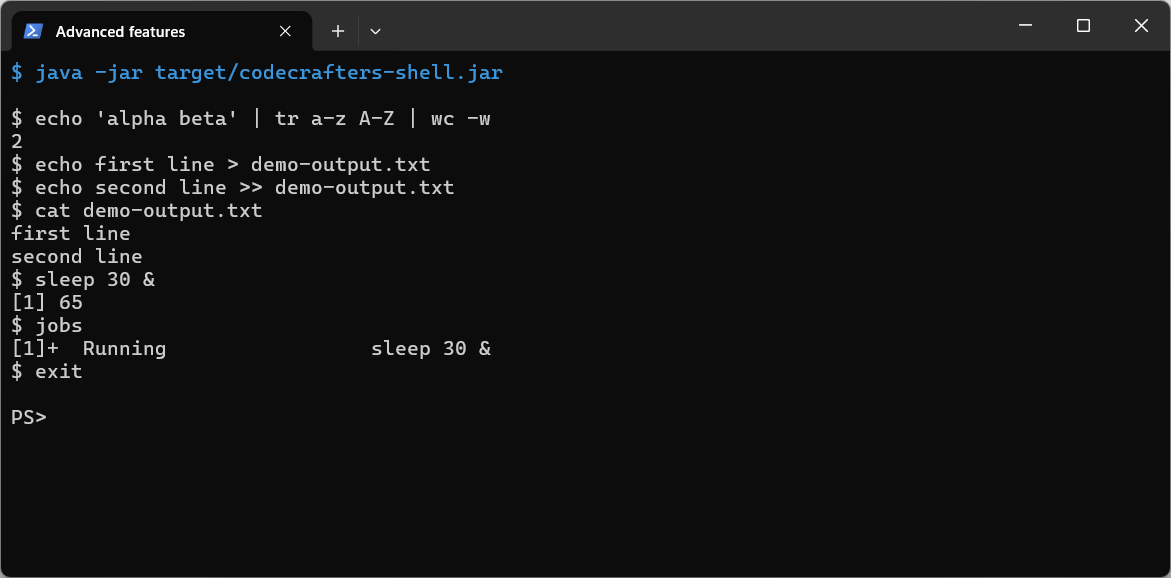 Advanced features
$ java -jar target/codecrafters-shell.jar
$ echo 'alpha beta' | tr a-z A-Z | wc -w
2
$ echo first line > demo-output.txt
$ echo second line >> demo-output.txt
$ cat demo-output.txt
first line
second line
$ sleep 30 &
[1] 65
$ jobs
[1]+  Running                 sleep 30 &
$ exit
PS>